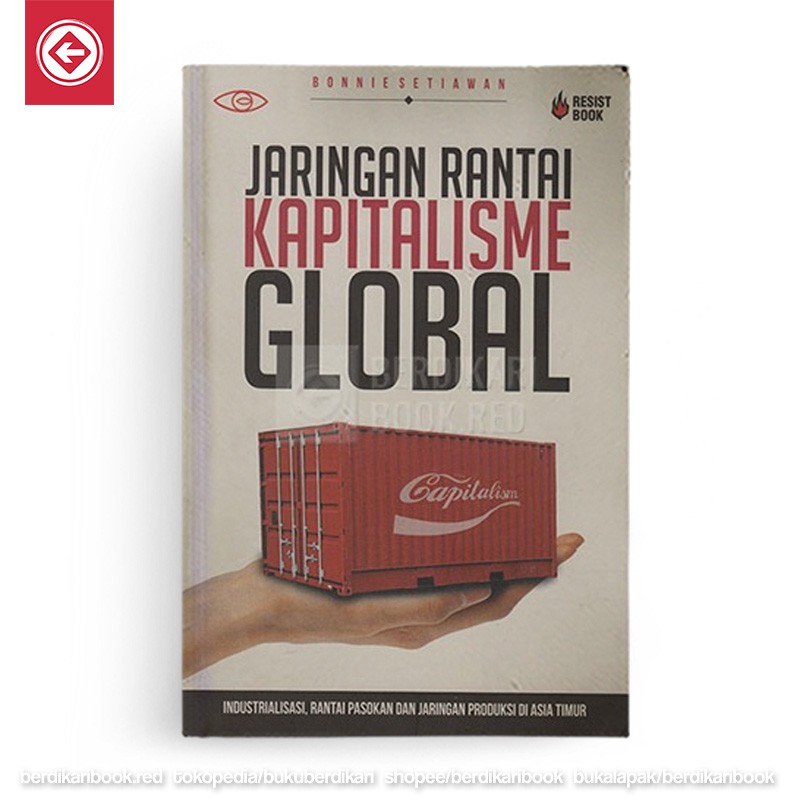 BONNIE SETIAWAN
RESIST
BOOK
JARINGAN RANTAI
KAPITALISME
GLOBAL
BERDIKARI
BOOK.RED
Capitalism
INDUSTRIALISASI, RANTAI PASOKAN DAN JARINGAN PRODUKSI DI ASIA TIMUR
berdikaribook.red tokopedia/bukuberdikari shopee/berdikaribook bukalapak/berdikaribook